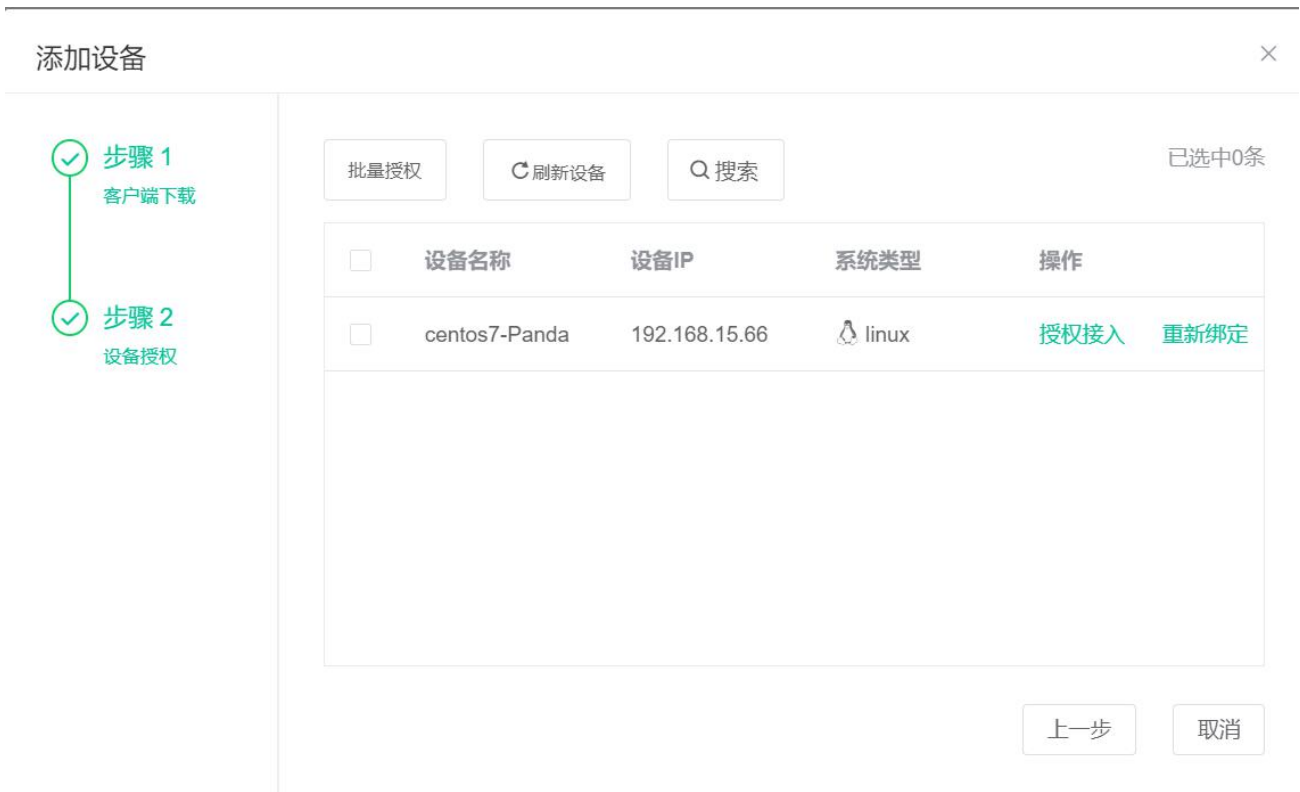 添加设备
步骤 1
客户端下载
步骤 2
设备授权
批量授权 刷新设备 搜索 已选中0条
设备名称 设备IP 系统类型 操作
centos7-Panda 192.168.15.66 linux 授权接入 重新绑定
上一步 取消